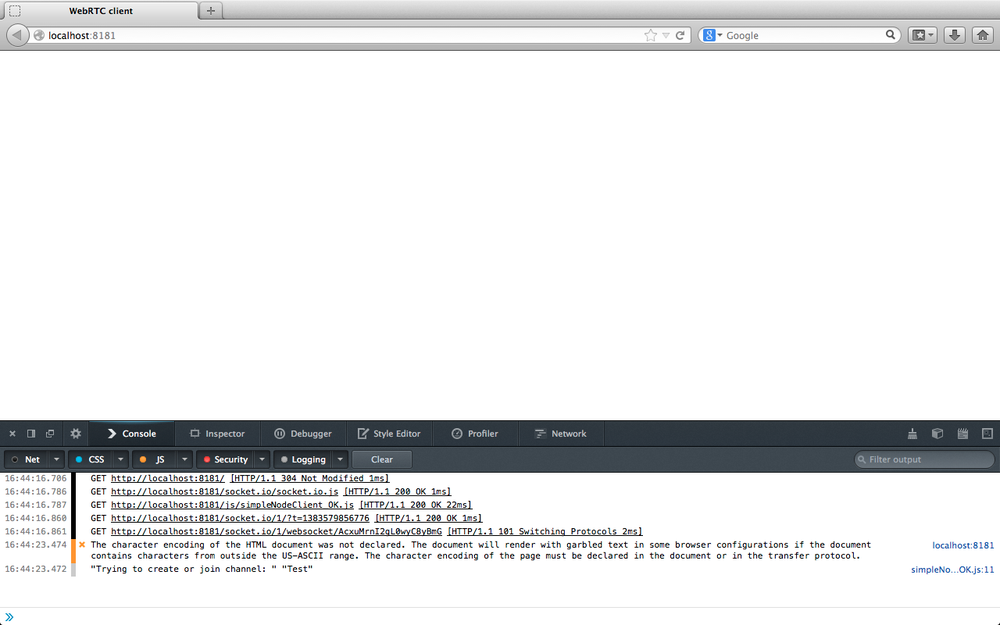 WebRTC client
localhost:8181
Google
Console
Inspector
Debugger
Style Editor
Profiler
Network
Net
CSS
JS
Security
Logging
Clear
Filter output
16:44:16.706 GET http://localhost:8181/ [HTTP/1.1 304 Not Modified 1ms]
16:44:16.786 GET http://localhost:8181/socket.io/socket.io.js [HTTP/1.1 200 OK 1ms]
16:44:16.787 GET http://localhost:8181/js/simpleNodeClient_OK.js [HTTP/1.1 200 OK 22ms]
16:44:16.860 GET http://localhost:8181/socket.io/1/?t=1383579856776 [HTTP/1.1 200 OK 1ms]
16:44:16.861 GET http://localhost:8181/socket.io/1/websocket/AcxuMrnI2qL0wyC8yBmG [HTTP/1.1 101 Switching Protocols 2ms]
16:44:23.474 The character encoding of the HTML document was not declared. The document will render with garbled text in some browser configurations if the document localhost:8181
contains characters from outside the US-ASCII range. The character encoding of the page must be declared in the document or in the transfer protocol.
16:44:23.472 "Trying to create or join channel: " "Test" simpleNo...OK.js:11